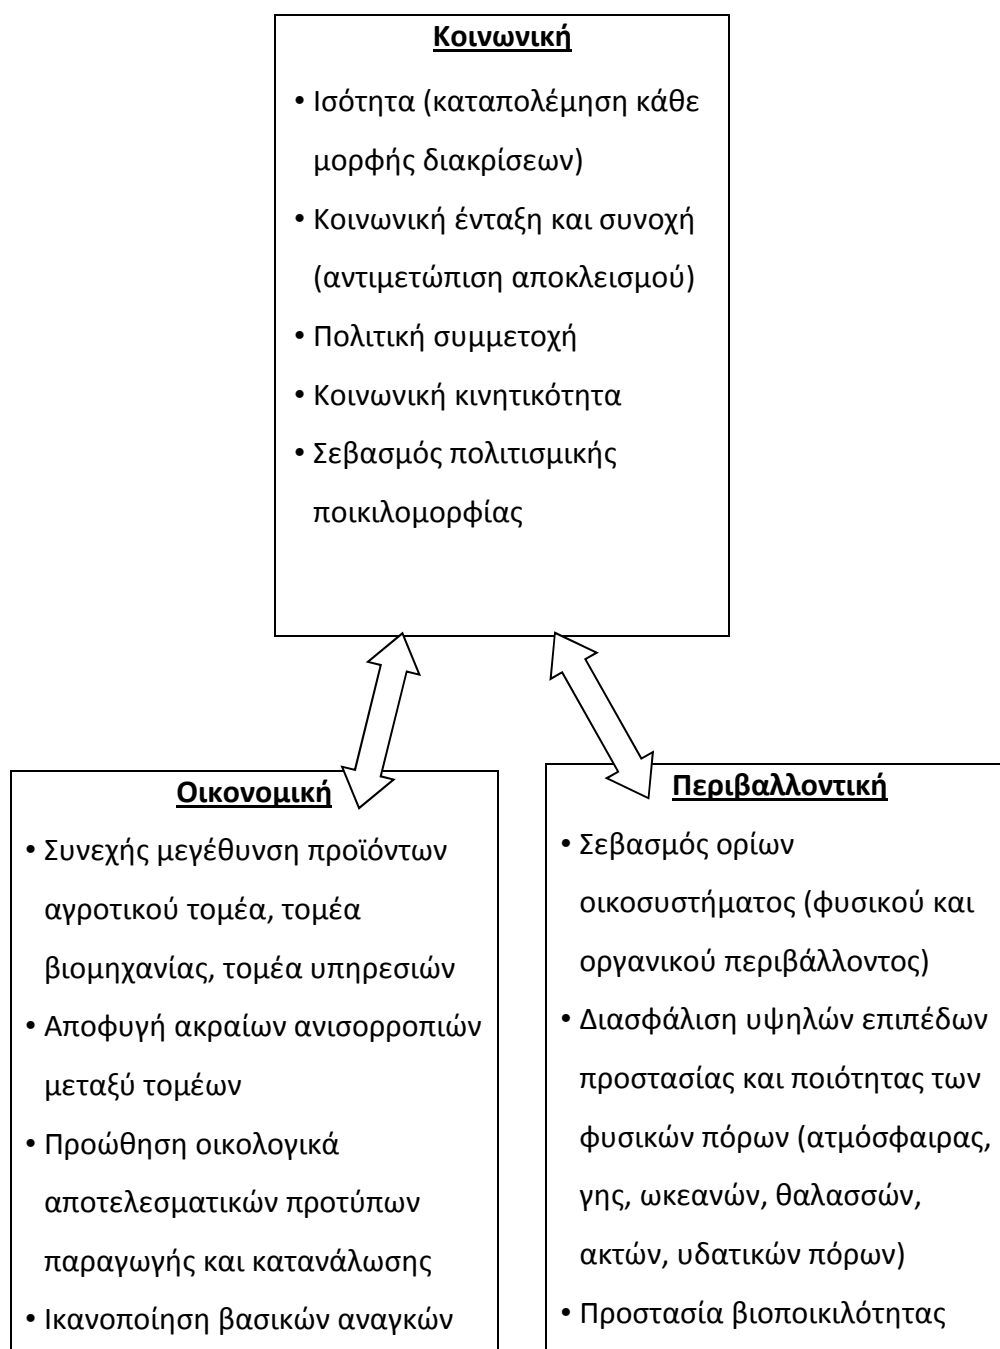 Κοινωνική
• Ισότητα (καταπολέμηση κάθε
μορφής διακρίσεων)
• Κοινωνική ένταξη και συνοχή
(αντιμετώπιση αποκλεισμού)
• Πολιτική συμμετοχή
• Κοινωνική κινητικότητα
• Σεβασμός πολιτισμικής
ποικιλομορφίας
Οικονομική
• Συνεχής μεγέθυνση προϊόντων
αγροτικού τομέα, τομέα
βιομηχανίας, τομέα υπηρεσιών
• Αποφυγή ακραίων ανισορροπιών
μεταξύ τομέων
• Προώθηση οικολογικά
αποτελεσματικών προτύπων
παραγωγής και κατανάλωσης
• Ικανοποίηση βασικών αναγκών
Περιβαλλοντική
• Σεβασμός ορίων
οικοσυστήματος (φυσικού και
οργανικού περιβάλλοντος)
• Διασφάλιση υψηλών επιπέδων
προστασίας και ποιότητας των
φυσικών πόρων (ατμόσφαιρας,
γης, ωκεανών, θαλασσών,
ακτών, υδατικών πόρων)
• Προστασία βιοποικιλότητας